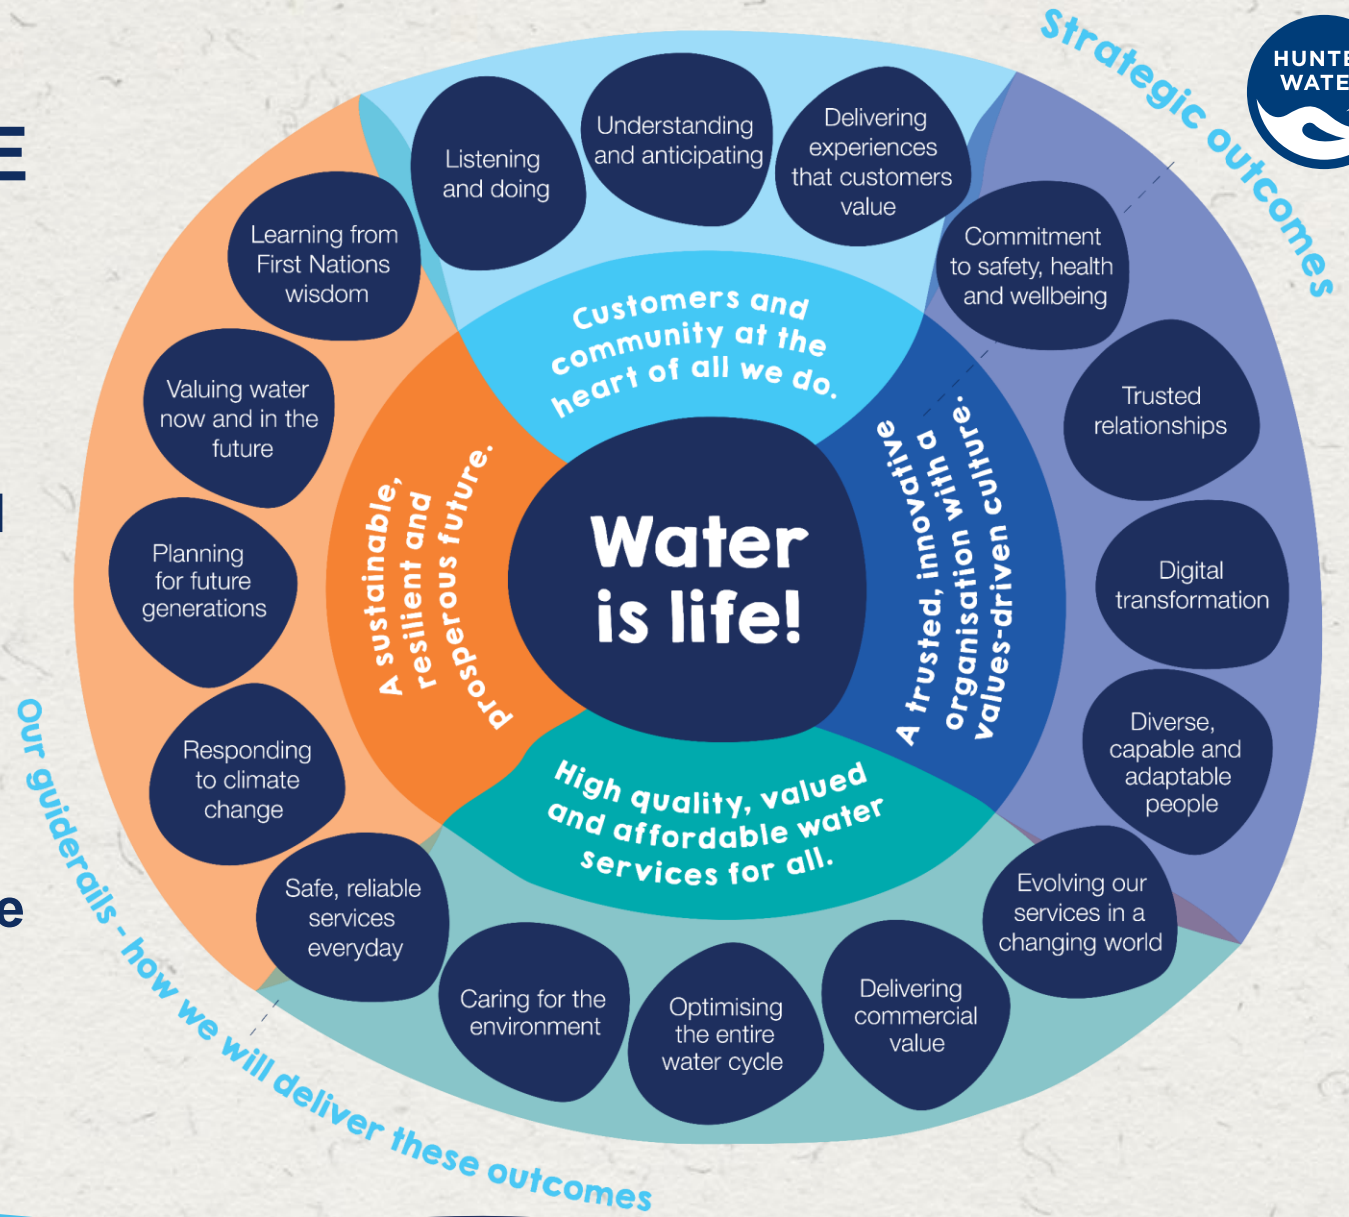 Strategic outcomes
Listening
and doing
Understanding
and anticipating
Delivering
experiences
that customers
value
Commitment
to safety, health
and wellbeing
Trusted
relationships
Digital
transformation
Diverse,
capable and
adaptable
people
Evolving our
services in a
changing world
Delivering
commercial
value
Optimising
the entire
water cycle
Caring for the
environment
Safe, reliable
services
everyday
Responding
to climate
change
Planning
for future
generations
Valuing water
now and in the
future
Learning from
First Nations
wisdom
Customers and
community at the
heart of all we do.
A trusted, innovative
organisation with a
values-driven culture.
High quality, valued
and affordable water
services for all.
A sustainable,
resilient and
prosperous future.
Water
is life!
Our guiderails - how we will deliver these outcomes